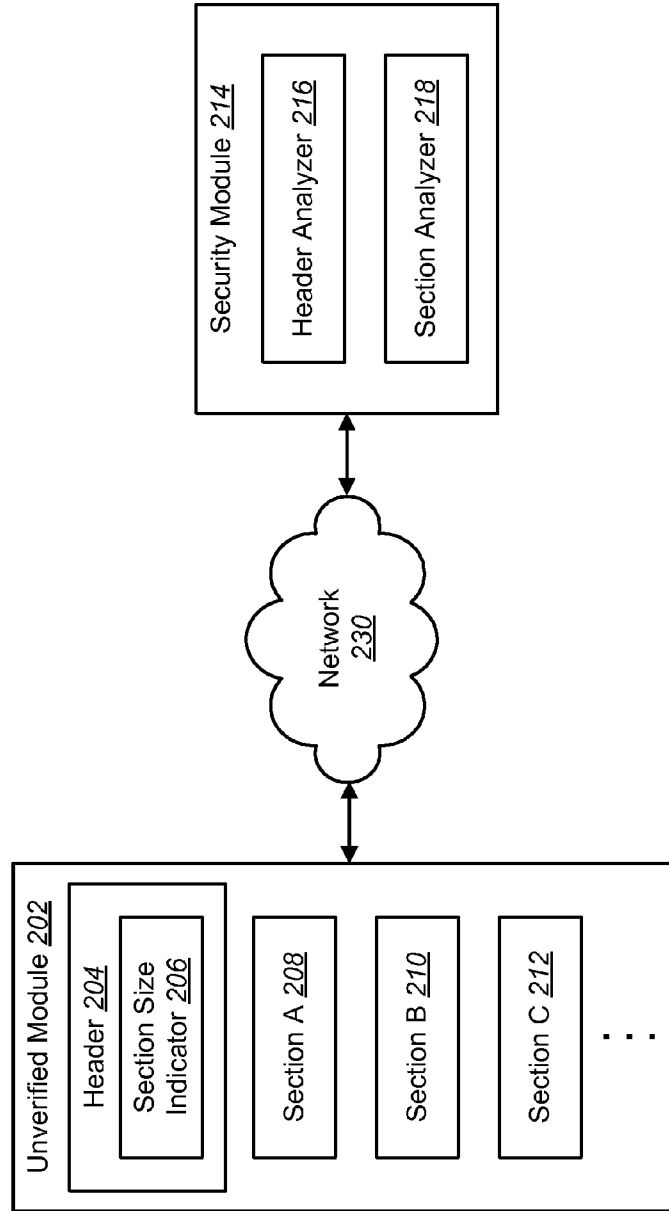 Unverified Module 202
Header 204
Section Size
Indicator 206
Section A 208
Section B 210
Section C 212
. . .
Network
230
Security Module 214
Header Analyzer 216
Section Analyzer 218